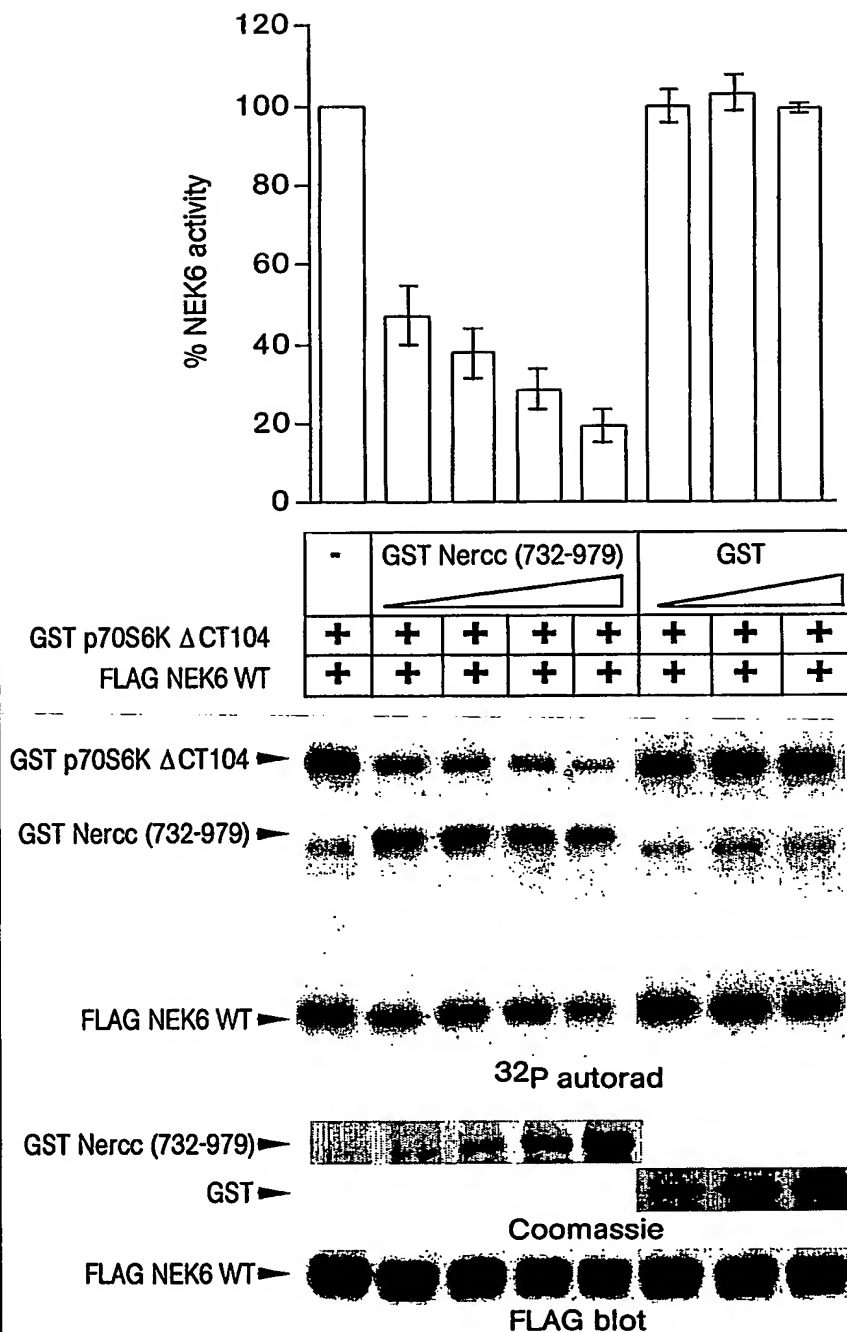 120
100
80
60
40
20
0
% NEK6 activity
- GST Nercc (732-979) GST
GST p70S6K ΔCT104 + + + + + + + +
FLAG NEK6 WT + + + + + + + +
GST p70S6K ΔCT104
GST Nercc (732-979)
FLAG NEK6 WT
32P autorad
GST Nercc (732-979)
GST
Coomassie
FLAG NEK6 WT
FLAG blot